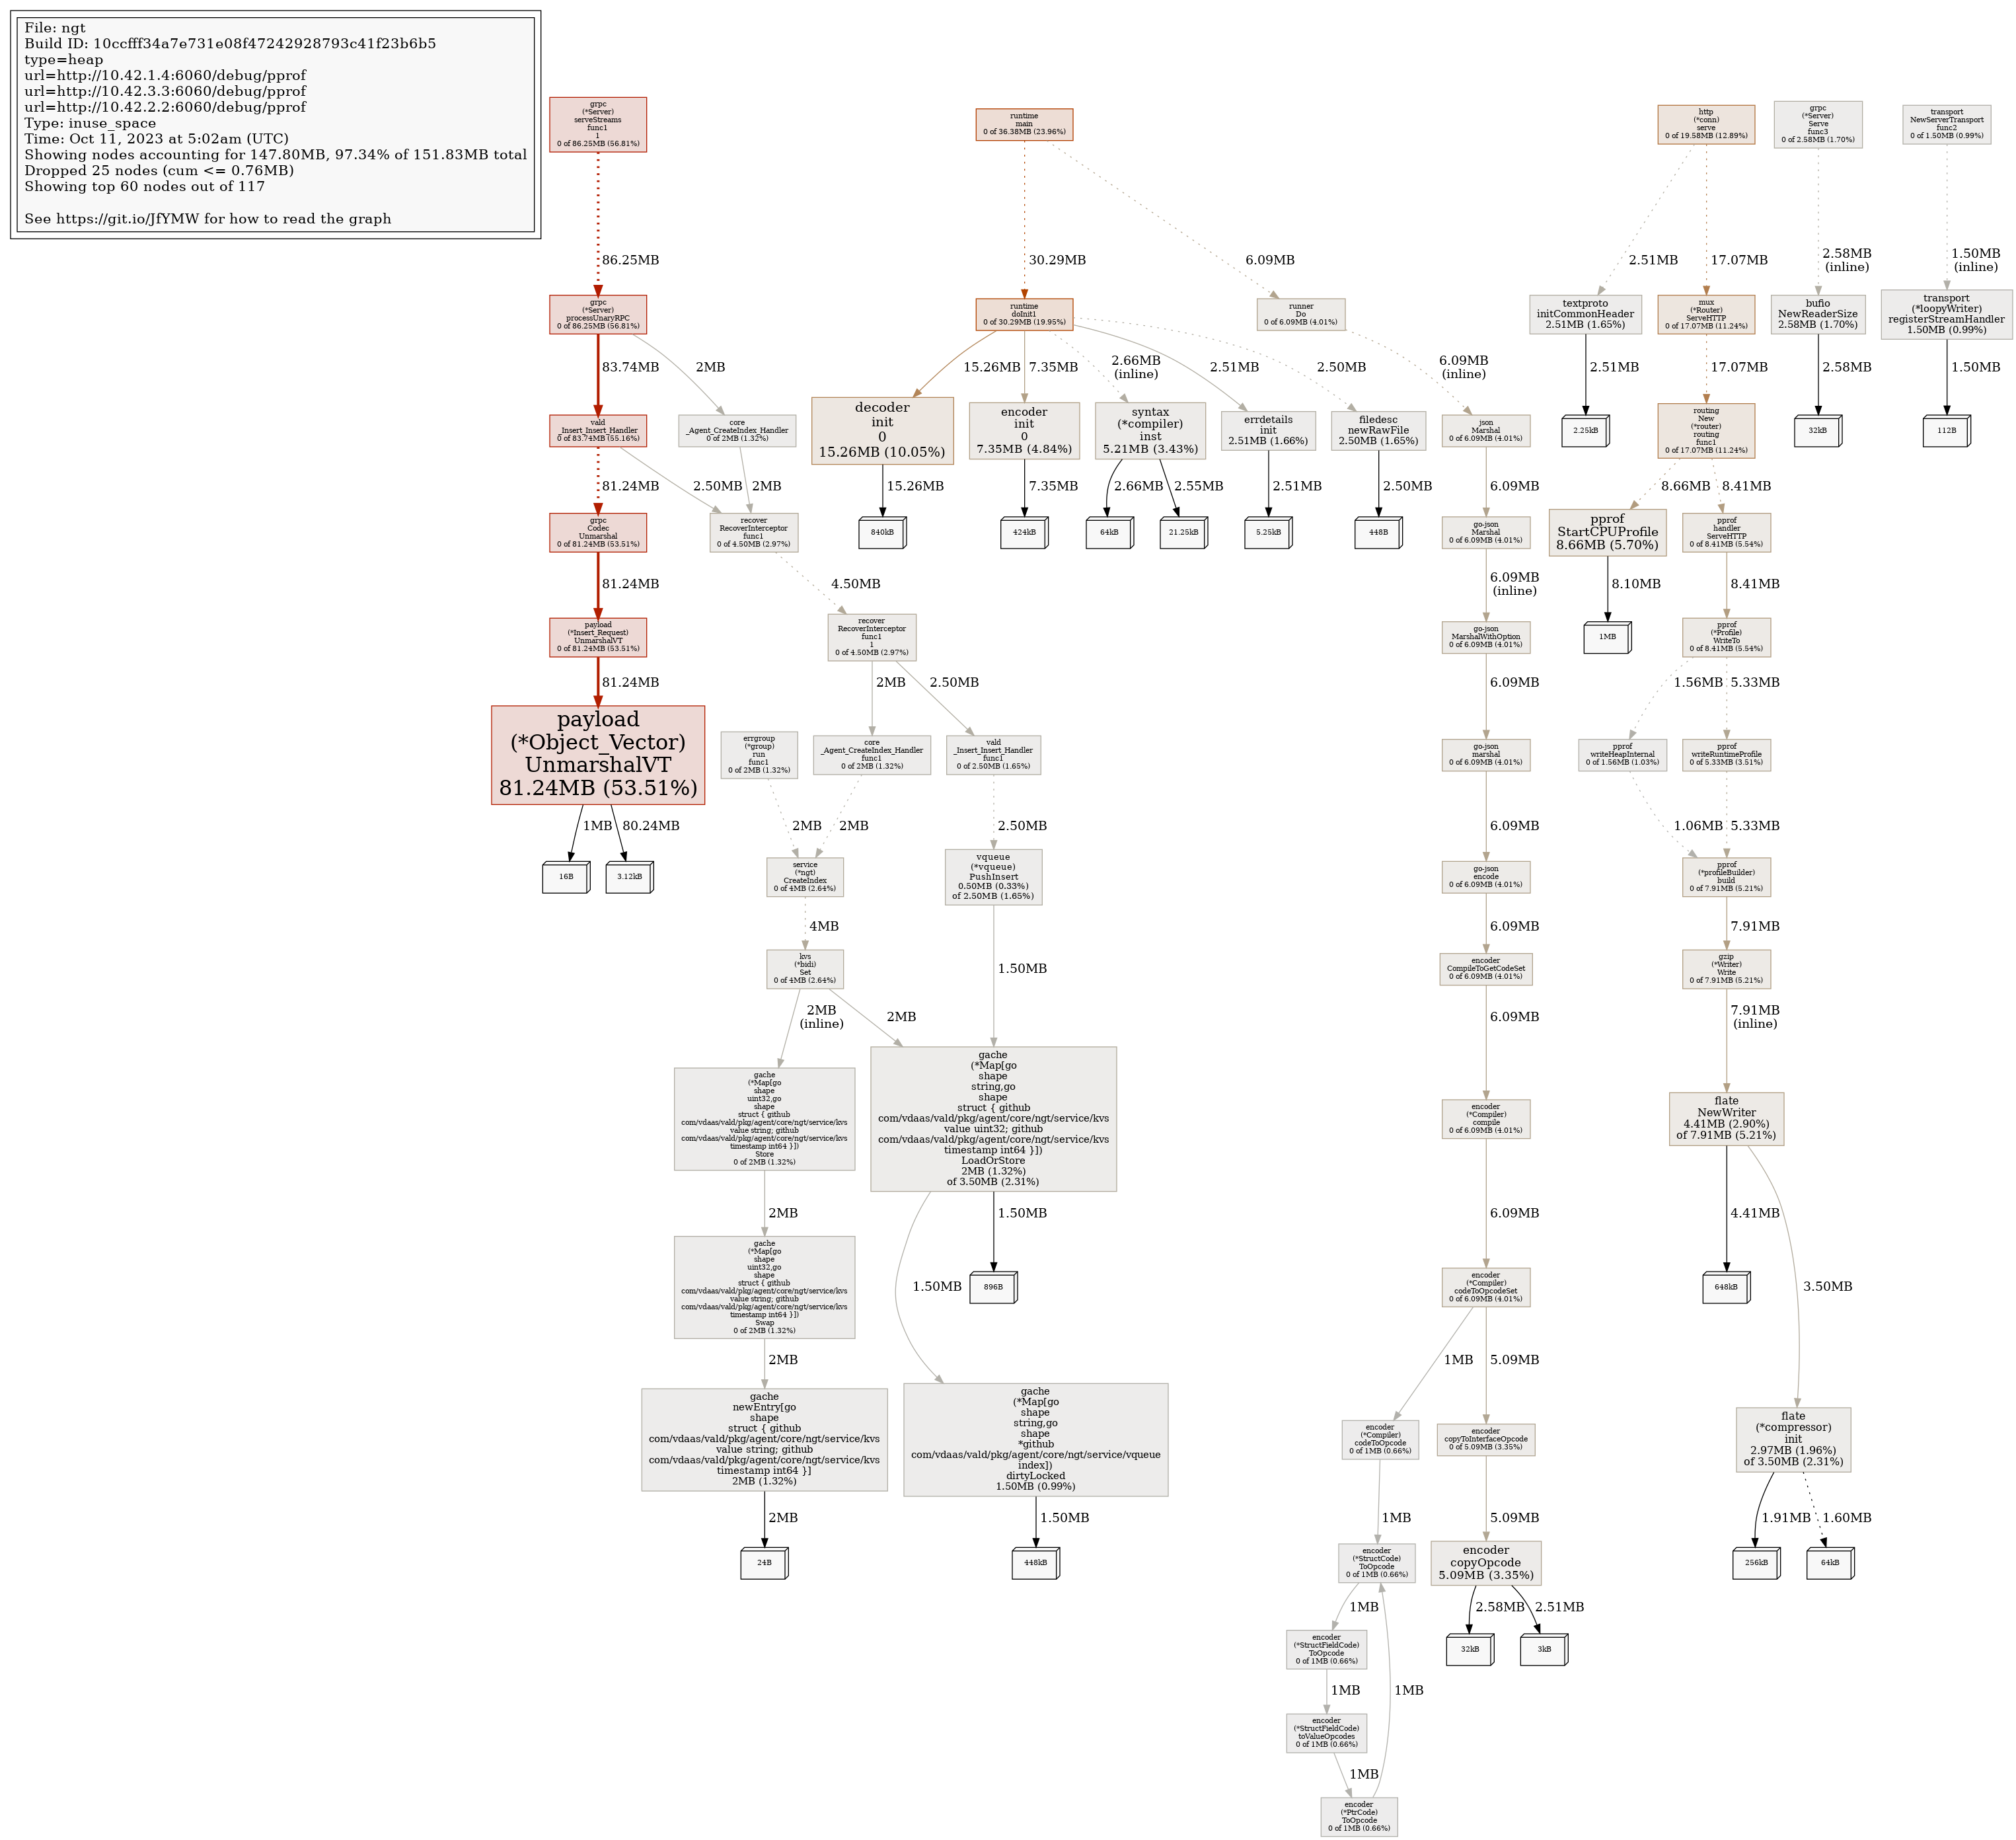 File: ngt
Build ID: 10ccfff34a7e731e08f47242928793c41f23b6b5
type=heap
url=http://10.42.1.4:6060/debug/pprof
url=http://10.42.3.3:6060/debug/pprof
url=http://10.42.2.2:6060/debug/pprof
Type: inuse_space
Time: Oct 11, 2023 at 5:02am (UTC)
Showing nodes accounting for 147.80MB, 97.34% of 151.83MB total
Dropped 25 nodes (cum <= 0.76MB)
Showing top 60 nodes out of 117
See https://git.io/JfYMW for how to read the graph
grpc
(*Server)
serveStreams
func1
1
0 of 86.25MB (56.81%)
86.25MB
grpc
(*Server)
processUnaryRPC
0 of 86.25MB (56.81%)
83.74MB
2MB
vald
_Insert_Insert_Handler
0 of 83.74MB (55.16%)
core
_Agent_CreateIndex_Handler
0 of 2MB (1.32%)
81.24MB
2.50MB
2MB
grpc
Codec
Unmarshal
0 of 81.24MB (53.51%)
recover
RecoverInterceptor
func1
0 of 4.50MB (2.97%)
81.24MB
4.50MB
payload
(*Insert_Request)
UnmarshalVT
0 of 81.24MB (53.51%)
recover
RecoverInterceptor
func1
1
0 of 4.50MB (2.97%)
81.24MB
2MB
2.50MB
payload
(*Object_Vector)
UnmarshalVT
81.24MB (53.51%)
1MB
80.24MB
16B
3.12kB
errgroup
(*group)
run
func1
0 of 2MB (1.32%)
core
_Agent_CreateIndex_Handler
func1
0 of 2MB (1.32%)
vald
_Insert_Insert_Handler
func1
0 of 2.50MB (1.65%)
2MB
2MB
2.50MB
service
(*ngt)
CreateIndex
0 of 4MB (2.64%)
vqueue
(*vqueue)
PushInsert
0.50MB (0.33%)
of 2.50MB (1.65%)
4MB
1.50MB
kvs
(*bidi)
Set
0 of 4MB (2.64%)
2MB
(inline)
2MB
gache
(*Map[go
shape
uint32,go
shape
struct { github
com/vdaas/vald/pkg/agent/core/ngt/service/kvs
value string; github
com/vdaas/vald/pkg/agent/core/ngt/service/kvs
timestamp int64 }])
Store
0 of 2MB (1.32%)
gache
(*Map[go
shape
string,go
shape
struct { github
com/vdaas/vald/pkg/agent/core/ngt/service/kvs
value uint32; github
com/vdaas/vald/pkg/agent/core/ngt/service/kvs
timestamp int64 }])
LoadOrStore
2MB (1.32%)
of 3.50MB (2.31%)
2MB
1.50MB
1.50MB
gache
(*Map[go
shape
uint32,go
shape
struct { github
com/vdaas/vald/pkg/agent/core/ngt/service/kvs
value string; github
com/vdaas/vald/pkg/agent/core/ngt/service/kvs
timestamp int64 }])
Swap
0 of 2MB (1.32%)
896B
2MB
gache
newEntry[go
shape
struct { github
com/vdaas/vald/pkg/agent/core/ngt/service/kvs
value string; github
com/vdaas/vald/pkg/agent/core/ngt/service/kvs
timestamp int64 }]
2MB (1.32%)
gache
(*Map[go
shape
string,go
shape
*github
com/vdaas/vald/pkg/agent/core/ngt/service/vqueue
index])
dirtyLocked
1.50MB (0.99%)
2MB
1.50MB
24B
448kB
runtime
main
0 of 36.38MB (23.96%)
30.29MB
6.09MB
runtime
doInit1
0 of 30.29MB (19.95%)
runner
Do
0 of 6.09MB (4.01%)
15.26MB
7.35MB
2.66MB
(inline)
2.51MB
2.50MB
6.09MB
(inline)
decoder
init
0
15.26MB (10.05%)
encoder
init
0
7.35MB (4.84%)
syntax
(*compiler)
inst
5.21MB (3.43%)
errdetails
init
2.51MB (1.66%)
filedesc
newRawFile
2.50MB (1.65%)
json
Marshal
0 of 6.09MB (4.01%)
15.26MB
7.35MB
2.66MB
2.55MB
2.51MB
2.50MB
6.09MB
840kB
424kB
64kB
21.25kB
5.25kB
448B
go-json
Marshal
0 of 6.09MB (4.01%)
6.09MB
(inline)
go-json
MarshalWithOption
0 of 6.09MB (4.01%)
6.09MB
go-json
marshal
0 of 6.09MB (4.01%)
6.09MB
go-json
encode
0 of 6.09MB (4.01%)
6.09MB
encoder
CompileToGetCodeSet
0 of 6.09MB (4.01%)
6.09MB
encoder
(*Compiler)
compile
0 of 6.09MB (4.01%)
6.09MB
encoder
(*Compiler)
codeToOpcodeSet
0 of 6.09MB (4.01%)
1MB
5.09MB
encoder
(*Compiler)
codeToOpcode
0 of 1MB (0.66%)
encoder
copyToInterfaceOpcode
0 of 5.09MB (3.35%)
1MB
5.09MB
encoder
(*StructCode)
ToOpcode
0 of 1MB (0.66%)
encoder
copyOpcode
5.09MB (3.35%)
1MB
2.58MB
2.51MB
encoder
(*StructFieldCode)
ToOpcode
0 of 1MB (0.66%)
32kB
3kB
1MB
1MB
encoder
(*StructFieldCode)
toValueOpcodes
0 of 1MB (0.66%)
1MB
encoder
(*PtrCode)
ToOpcode
0 of 1MB (0.66%)
http
(*conn)
serve
0 of 19.58MB (12.89%)
grpc
(*Server)
Serve
func3
0 of 2.58MB (1.70%)
transport
NewServerTransport
func2
0 of 1.50MB (0.99%)
2.51MB
17.07MB
2.58MB
(inline)
1.50MB
(inline)
textproto
initCommonHeader
2.51MB (1.65%)
mux
(*Router)
ServeHTTP
0 of 17.07MB (11.24%)
bufio
NewReaderSize
2.58MB (1.70%)
transport
(*loopyWriter)
registerStreamHandler
1.50MB (0.99%)
2.51MB
17.07MB
2.58MB
1.50MB
2.25kB
routing
New
(*router)
routing
func1
0 of 17.07MB (11.24%)
32kB
112B
8.66MB
8.41MB
pprof
StartCPUProfile
8.66MB (5.70%)
pprof
handler
ServeHTTP
0 of 8.41MB (5.54%)
8.10MB
8.41MB
1MB
pprof
(*Profile)
WriteTo
0 of 8.41MB (5.54%)
1.56MB
5.33MB
pprof
writeHeapInternal
0 of 1.56MB (1.03%)
pprof
writeRuntimeProfile
0 of 5.33MB (3.51%)
1.06MB
5.33MB
pprof
(*profileBuilder)
build
0 of 7.91MB (5.21%)
7.91MB
gzip
(*Writer)
Write
0 of 7.91MB (5.21%)
7.91MB
(inline)
flate
NewWriter
4.41MB (2.90%)
of 7.91MB (5.21%)
4.41MB
3.50MB
648kB
flate
(*compressor)
init
2.97MB (1.96%)
of 3.50MB (2.31%)
1.91MB
1.60MB
256kB
64kB